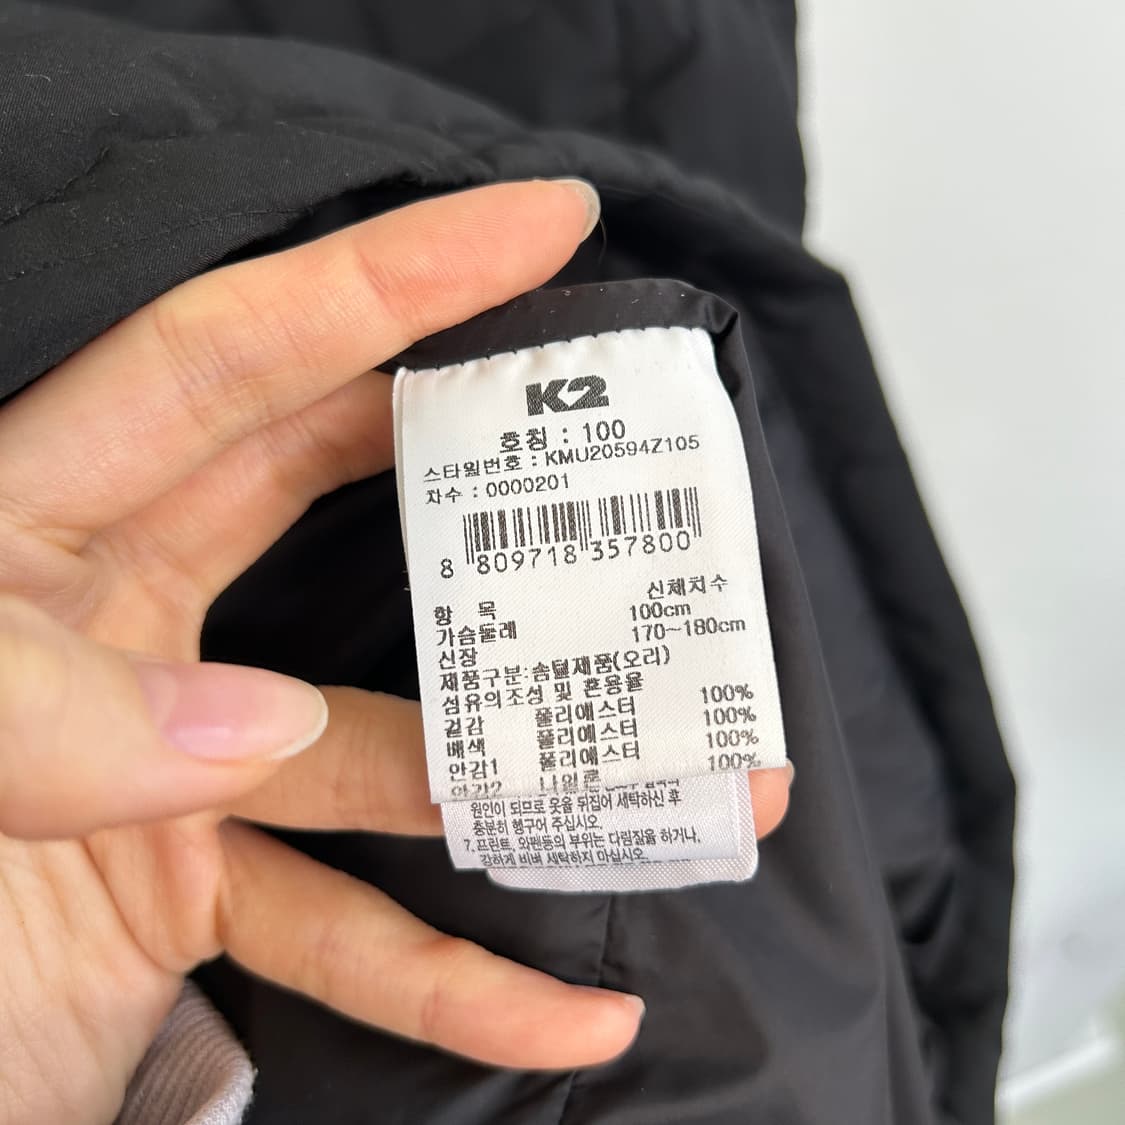 K2
호칭 : 100
스타일번호 : KMU20594Z105
차수 : 0000201
8 809718 357800
항 목 신체치수
가슴둘레 100cm
신장 170~180cm
제품구분:솜털제품(오리)
섬유의조성 및 혼용율
겉감 폴리에스터 100%
배색 폴리에스터 100%
안감1 폴리에스터 100%
안감2 나일론 100%
원인이 되므로 옷을 뒤집어 세탁하신 후
충분히 헹구어 주십시오.
7.프린트, 와펜등의 부위는 다림질을 하거나,
강하게 비벼 세탁하지 마십시오.